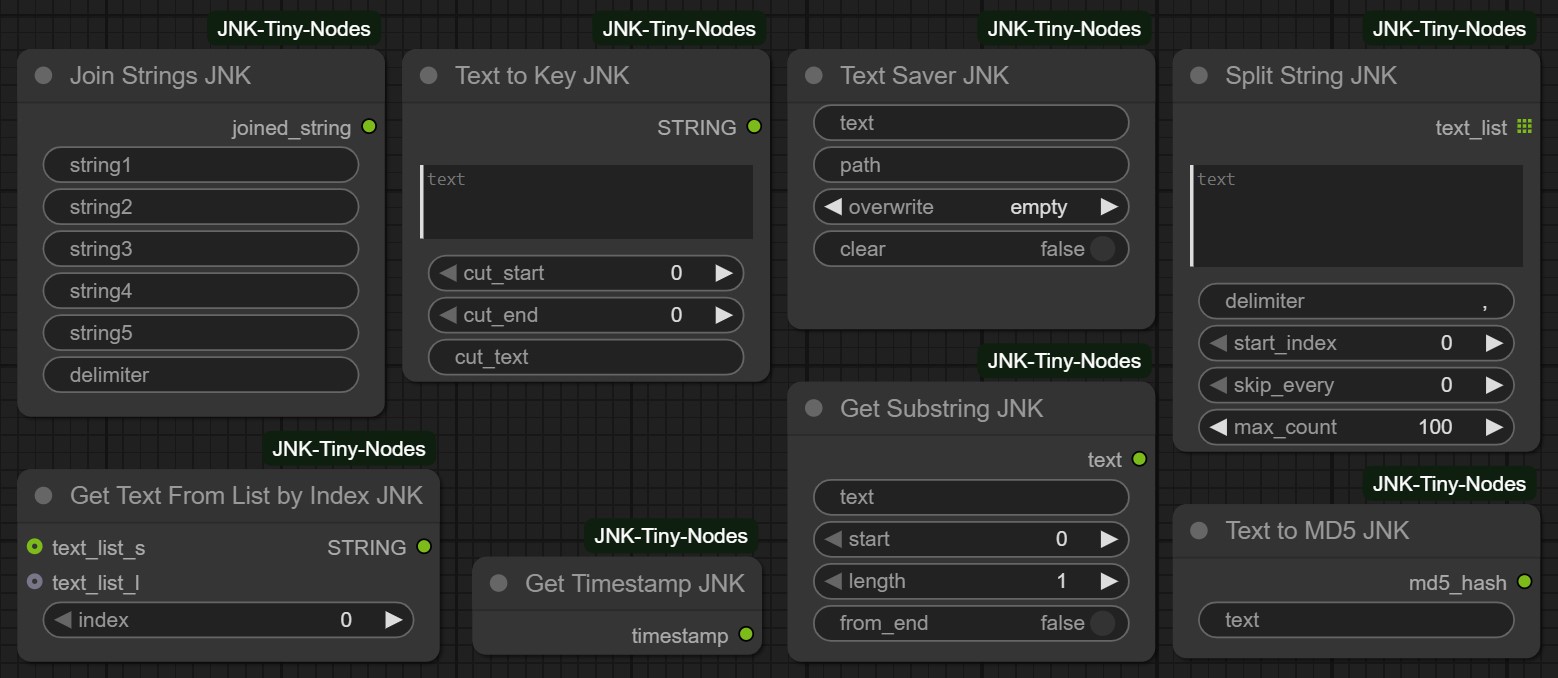 JNK-Tiny-Nodes
Join Strings JNK
joined_string
string1
string2
string3
string4
string5
delimiter
JNK-Tiny-Nodes
Text to Key JNK
STRING
text
cut_start 0
cut_end 0
cut_text
JNK-Tiny-Nodes
Text Saver JNK
text
path
overwrite empty
clear false
JNK-Tiny-Nodes
Split String JNK
text_list
text
delimiter ,
start_index 0
skip_every 0
max_count 100
JNK-Tiny-Nodes
Get Text From List by Index JNK
text_list_s STRING
text_list_l
index 0
JNK-Tiny-Nodes
Get Timestamp JNK
timestamp
JNK-Tiny-Nodes
Get Substring JNK
text
text
start 0
length 1
from_end false
JNK-Tiny-Nodes
Text to MD5 JNK
md5_hash
text